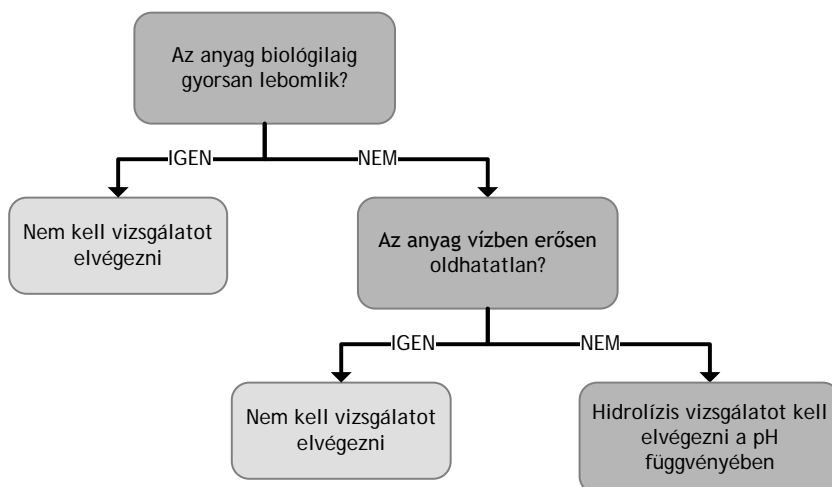 Az anyag biológilaig
gyorsan lebomlik?
IGEN
NEM
Nem kell vizsgálatot
elvégezni
Az anyag vízben erősen
oldhatatlan?
IGEN
NEM
Nem kell vizsgálatot
elvégezni
Hidrolízis vizsgálatot kell
elvégezni a pH
függvényében